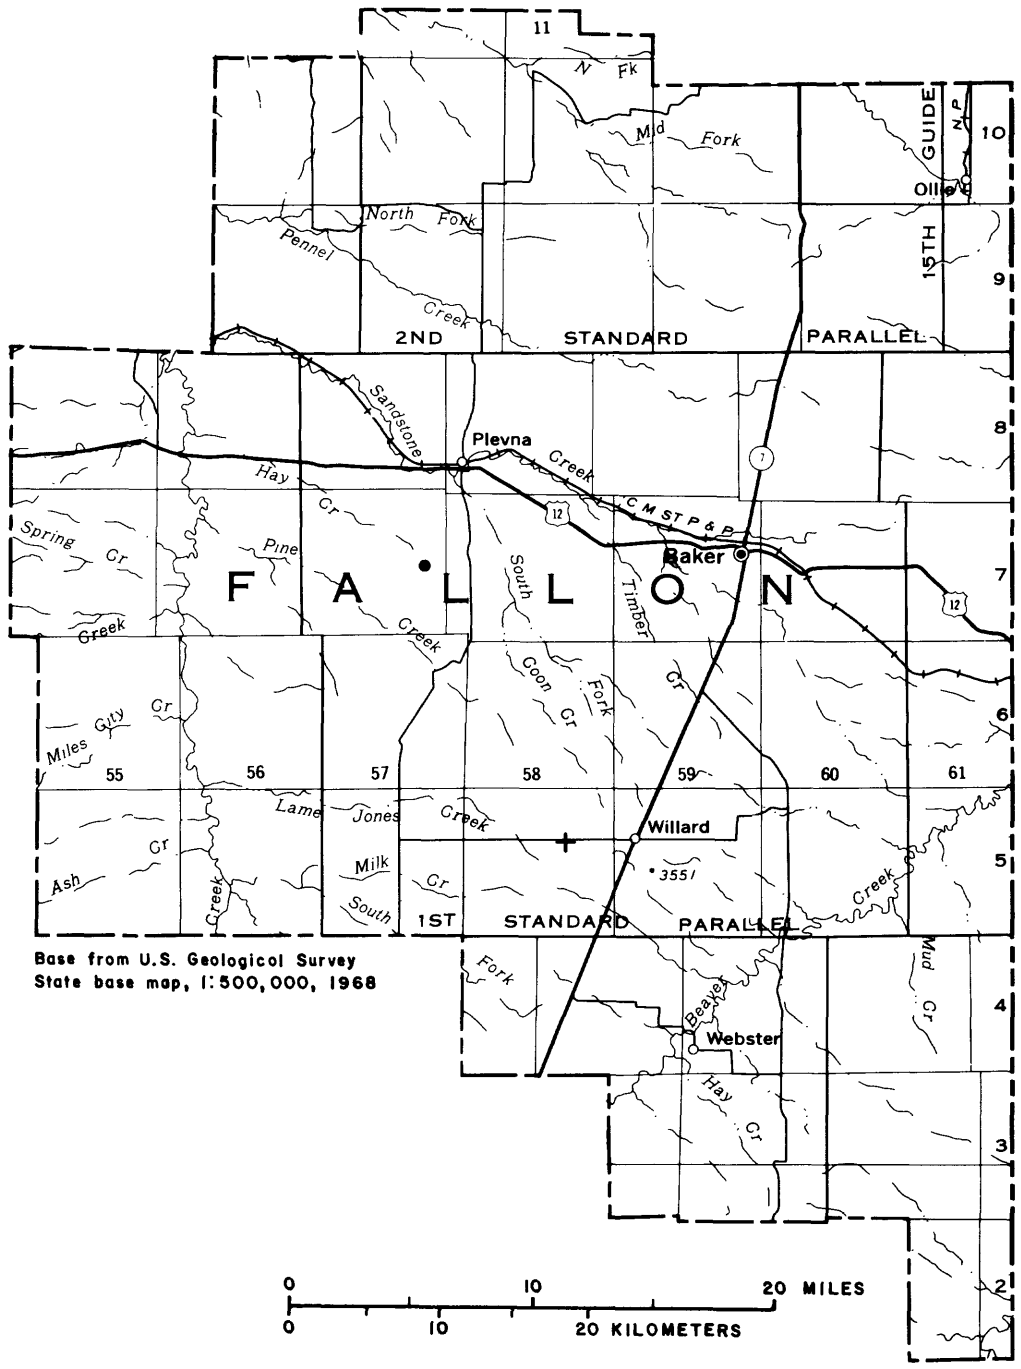 11
N Fk
Mid Fork
GUIDE
N P
10
Ollie
North Fork
15TH
Pennel
9
Creek
2ND STANDARD PARALLEL
Sandstone
8
Plevna
Creek
7
Hay
Cr
12
C M ST P & P
Spring
Cr
Pine
Baker
South
Timber
7
FALLON
12
Creek
Creek
Coon
Cr
Fork
Cr
6
Miles City Cr
55 56 57 58 59 60 61
Lame Jones Creek
Willard
Cr
Ash
Milk
Cr
3551
5
Creek
Creek
South
1ST STANDARD PARALLEL
Base from U.S. Geological Survey
State base map, 1:500,000, 1968
Fork
Mud
Cr
4
Beaver
Webster
Hay
Cr
3
2
0 10 20 MILES
0 10 20 KILOMETERS